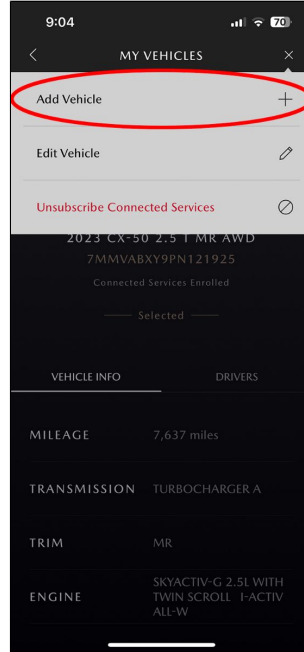 9:04
70
MY VEHICLES
Add Vehicle
Edit Vehicle
Unsubscribe Connected Services
2023 CX-50 2.5 T MR AWD
7MMVABXY9PN121925
Connected Services Enrolled
Selected
VEHICLE INFO
DRIVERS
MILEAGE
7,637 miles
TRANSMISSION
TURBOCHARGER A
TRIM
MR
ENGINE
SKYACTIV-G 2.5L WITH
TWIN SCROLL I-ACTIV
ALL-W